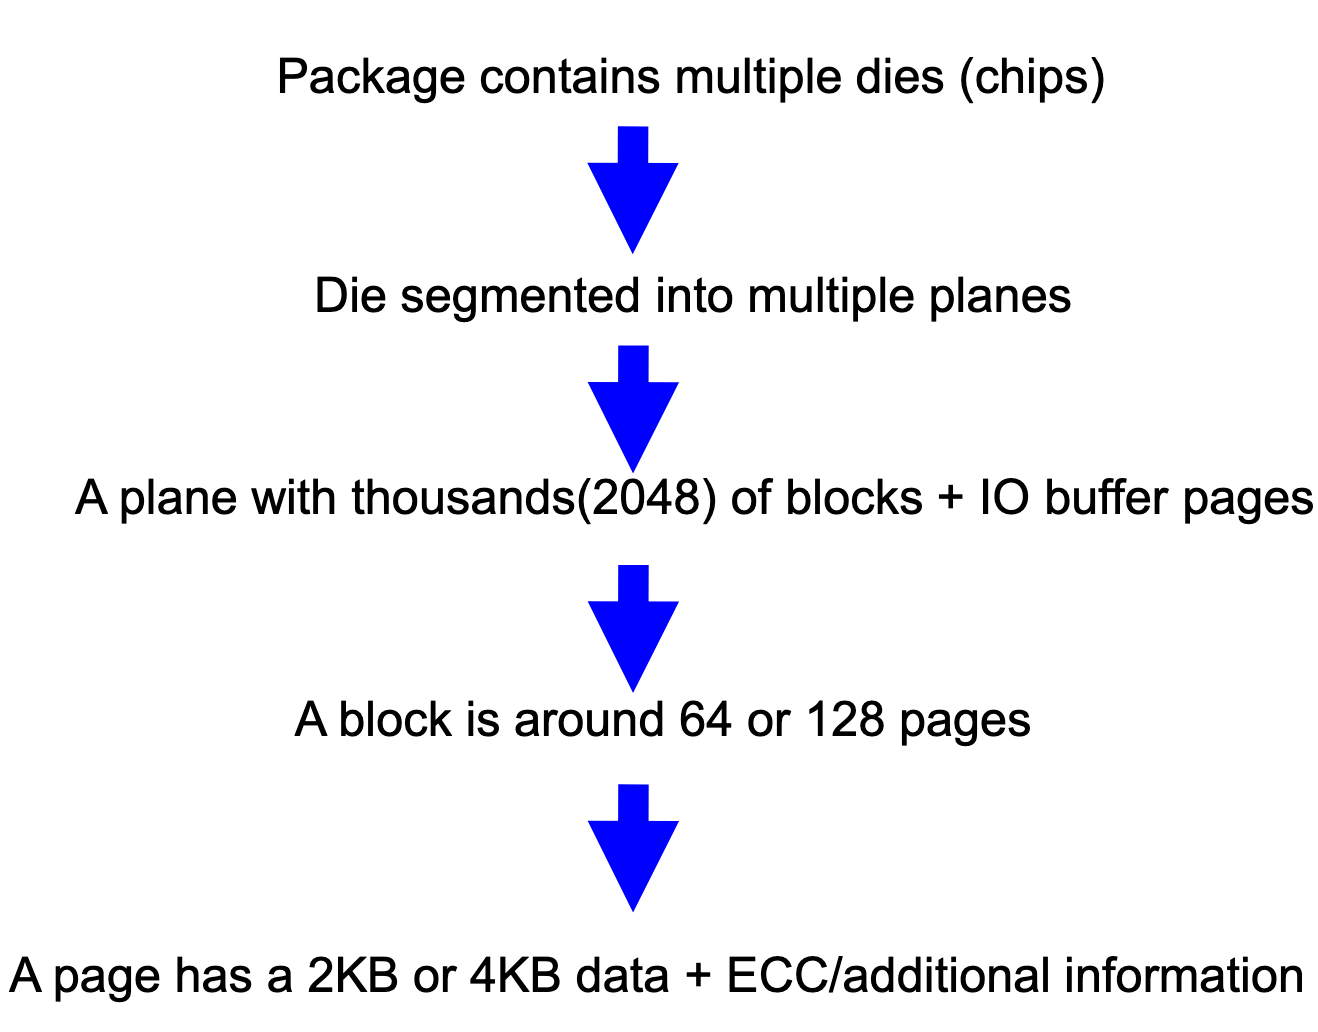 Package contains multiple dies (chips)
Die segmented into multiple planes
A plane with thousands(2048) of blocks + IO buffer pages
A block is around 64 or 128 pages
A page has a 2KB or 4KB data + ECC/additional information